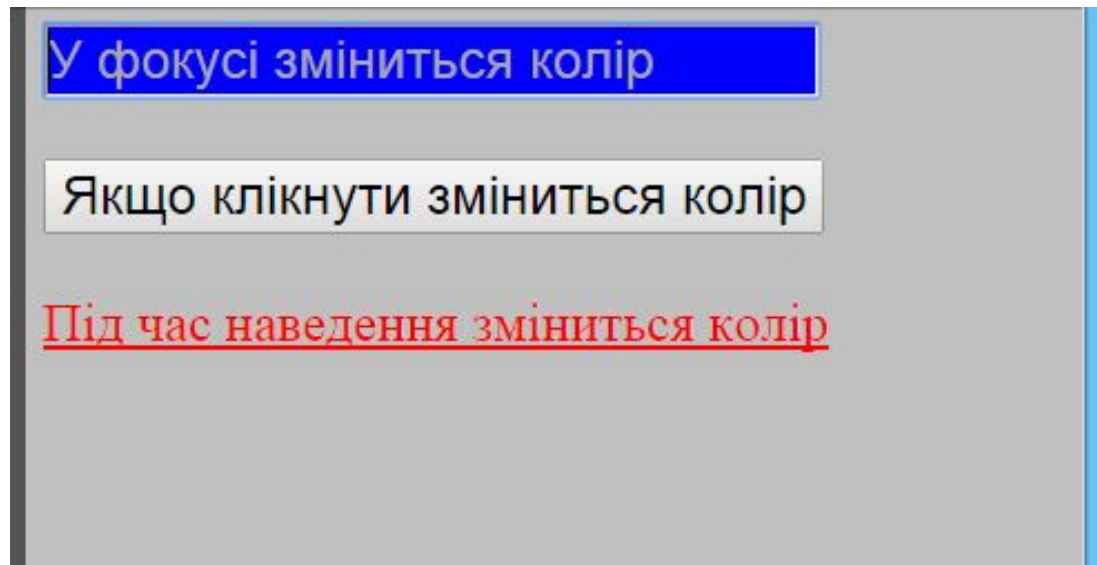 У фокусі зміниться колір
Якщо клікнути зміниться колір
Під час наведення зміниться колір